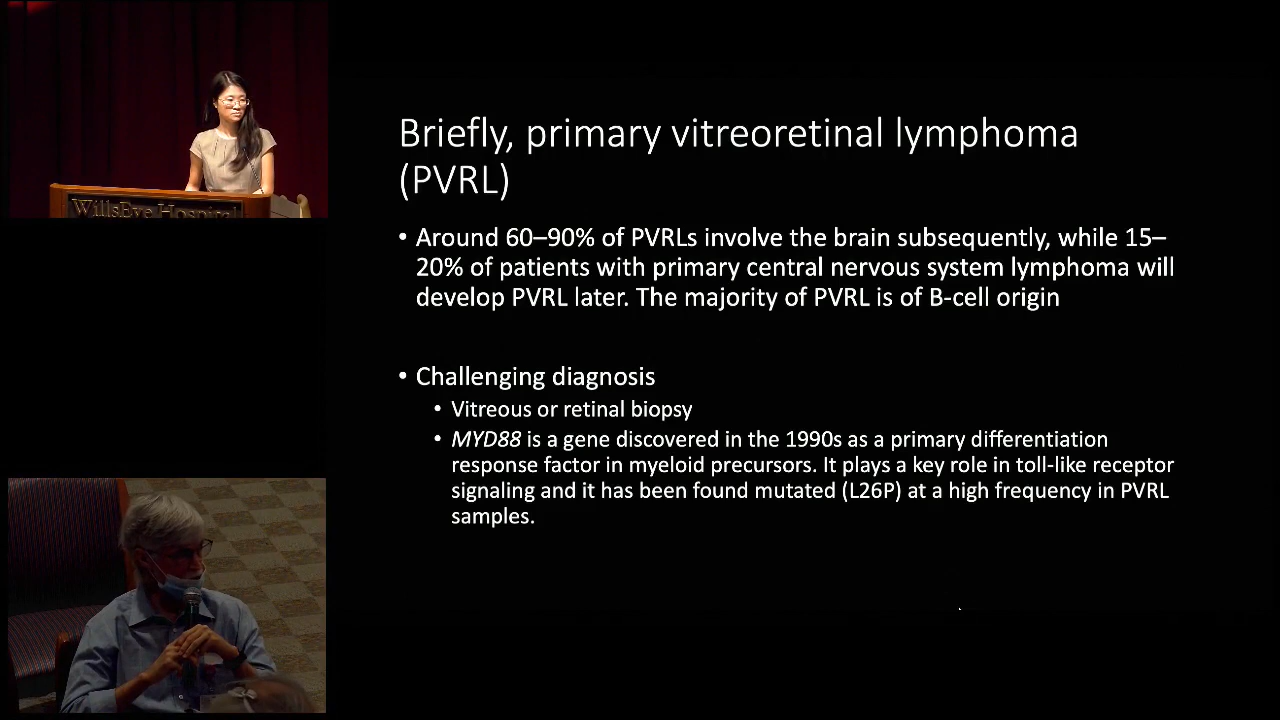 Briefly, primary vitreoretinal lymphoma
(PVRL)
• Around 60–90% of PVRLs involve the brain subsequently, while 15–
20% of patients with primary central nervous system lymphoma will
develop PVRL later. The majority of PVRL is of B-cell origin
• Challenging diagnosis
• Vitreous or retinal biopsy
• MYD88 is a gene discovered in the 1990s as a primary differentiation
response factor in myeloid precursors. It plays a key role in toll-like receptor
signaling and it has been found mutated (L26P) at a high frequency in PVRL
samples.
WillsEye Hospital